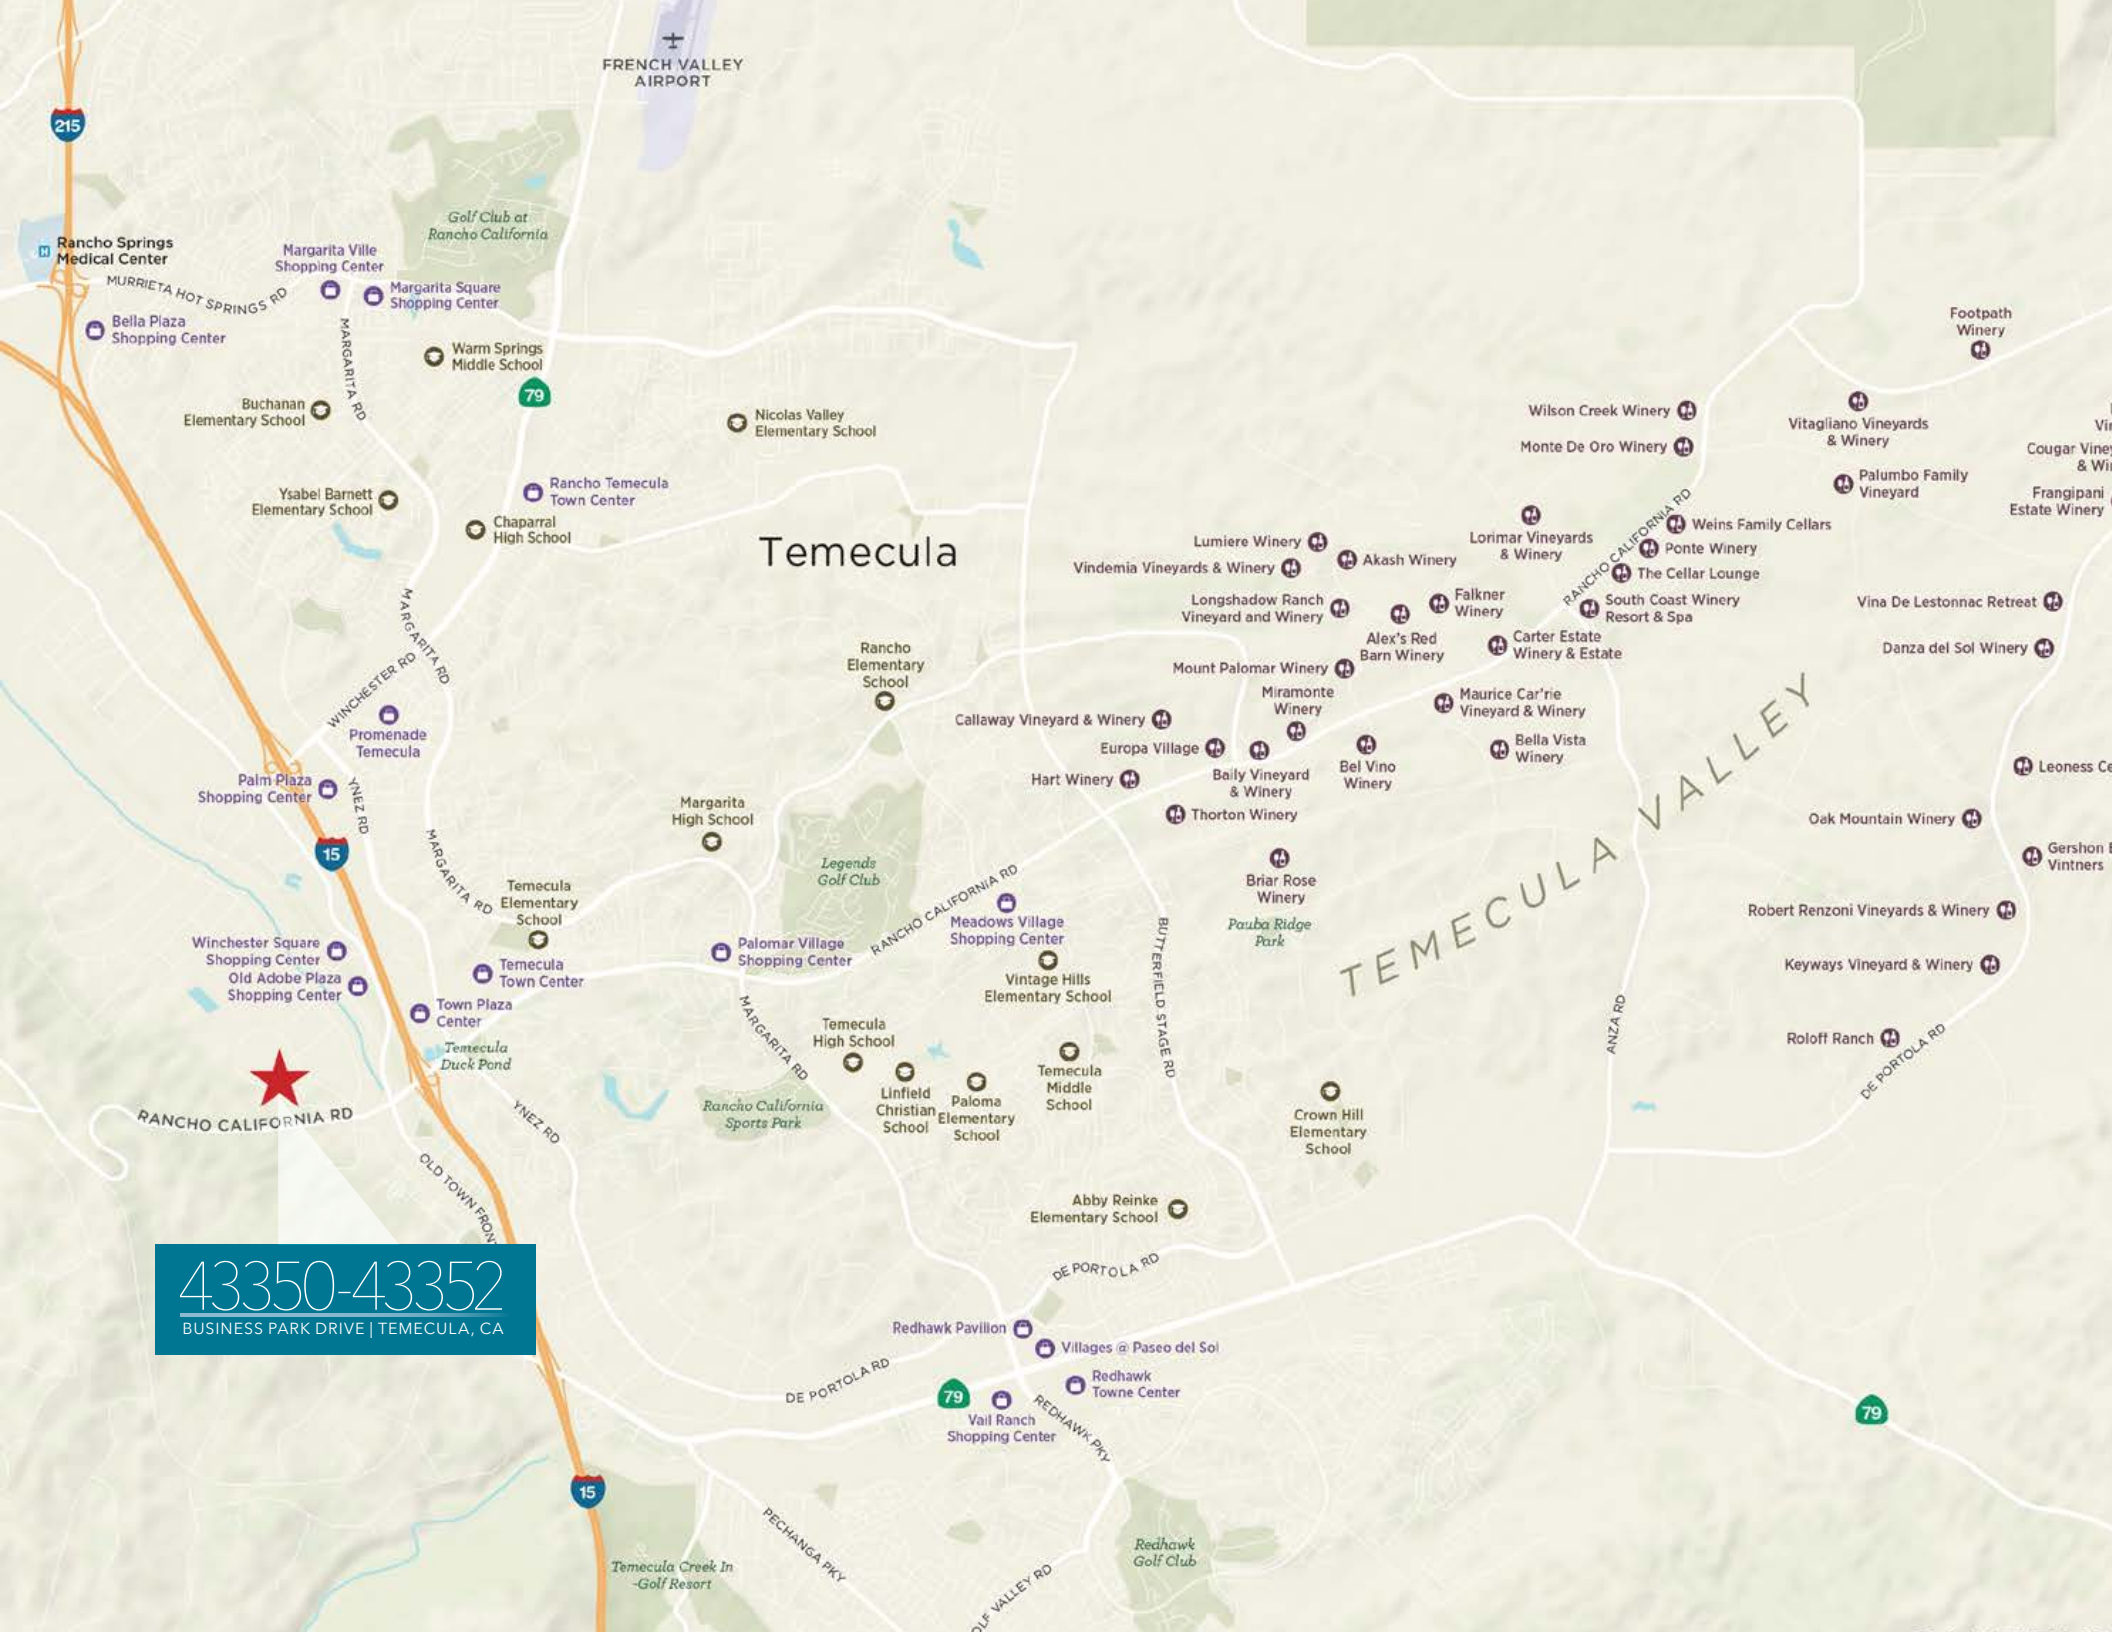 FRENCH VALLEY
AIRPORT
215
Golf Club at
Rancho California
Rancho Springs
Medical Center
H
MURRIETA HOT SPRINGS RD
Margarita Ville
Shopping Center
Margarita Square
Shopping Center
Bella Plaza
Shopping Center
MARGARITA RD
Warm Springs
Middle School
79
Buchanan
Elementary School
Nicolas Valley
Elementary School
Ysabel Barnett
Elementary School
Rancho Temecula
Town Center
Chaparral
High School
Temecula
Footpath
Winery
Wilson Creek Winery
Monte De Oro Winery
Vitagliano Vineyards
& Winery
Palumbo Family
Vineyard
Cougar Vine
Frangipani
Estate Winery
RANCHO CALIFORNIA RD
Weins Family Cellars
Ponte Winery
The Cellar Lounge
South Coast Winery
Resort & Spa
Lorimar Vineyards
& Winery
Lumiere Winery
Akash Winery
Vindemia Vineyards & Winery
Longshadow Ranch
Vineyard and Winery
Falkner
Winery
Alex's Red
Barn Winery
Carter Estate
Winery & Estate
Vina De Lestonnac Retreat
Danza del Sol Winery
Mount Palomar Winery
Miramonte
Winery
Maurice Car'rie
Vineyard & Winery
Callaway Vineyard & Winery
Europa Village
Baily Vineyard
& Winery
Bel Vino
Winery
Bella Vista
Winery
Hart Winery
Thorton Winery
Briar Rose
Winery
Pauba Ridge
Park
TEMECULA VALLEY
Leoness Ce
Oak Mountain Winery
Gershon
Vintners
Robert Renzoni Vineyards & Winery
Keyways Vineyard & Winery
Roloff Ranch
DE PORTOLA RD
ANZA RD
MARGARITA RD
WINCHESTER RD
Promenade
Temecula
Rancho
Elementary
School
Palm Plaza
Shopping Center
YNEZ RD
15
MARGARITA RD
Margarita
High School
Legends
Golf Club
Temecula
Elementary
School
RANCHO CALIFORNIA RD
Meadows Village
Shopping Center
Winchester Square
Shopping Center
Old Adobe Plaza
Shopping Center
Temecula
Town Center
Palomar Village
Shopping Center
Town Plaza
Center
Vintage Hills
Elementary School
BUTTERFIELD STAGE RD
Temecula
Duck Pond
MARGARITA RD
Temecula
High School
Linfield
Christian
School
Paloma
Elementary
School
Temecula
Middle
School
Rancho California
Sports Park
Crown Hill
Elementary
School
RANCHO CALIFORNIA RD
YNEZ RD
OLD TOWN FRON
Abby Reinke
Elementary School
DE PORTOLA RD
43350-43352
BUSINESS PARK DRIVE | TEMECULA, CA
Redhawk Pavilion
Villages @ Paseo del Sol
Redhawk
Towne Center
DE PORTOLA RD
79
Vail Ranch
Shopping Center
REDHAWK PKY
79
15
PECHANGA PKY
Temecula Creek In
-Golf Resort
Redhawk
Golf Club
VALLEY RD